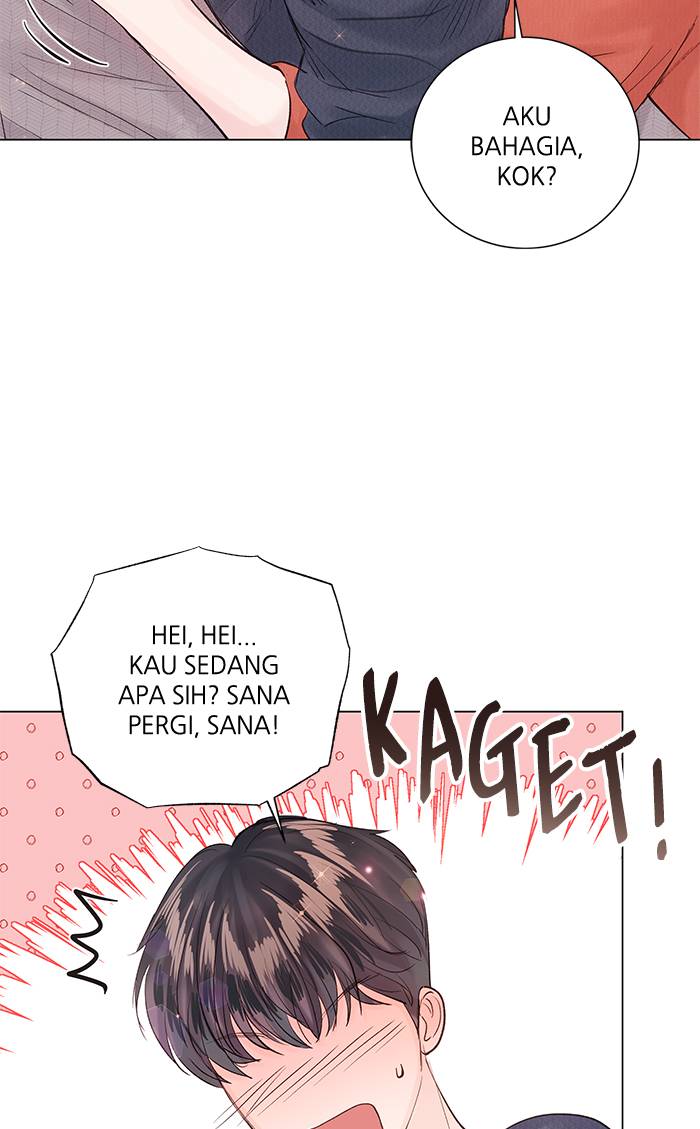 AKU
BAHAGIA,
KOK?
HEI, HEI...
KAU SEDANG
APA SIH? SANA
PERGI, SANA!
KAGET!